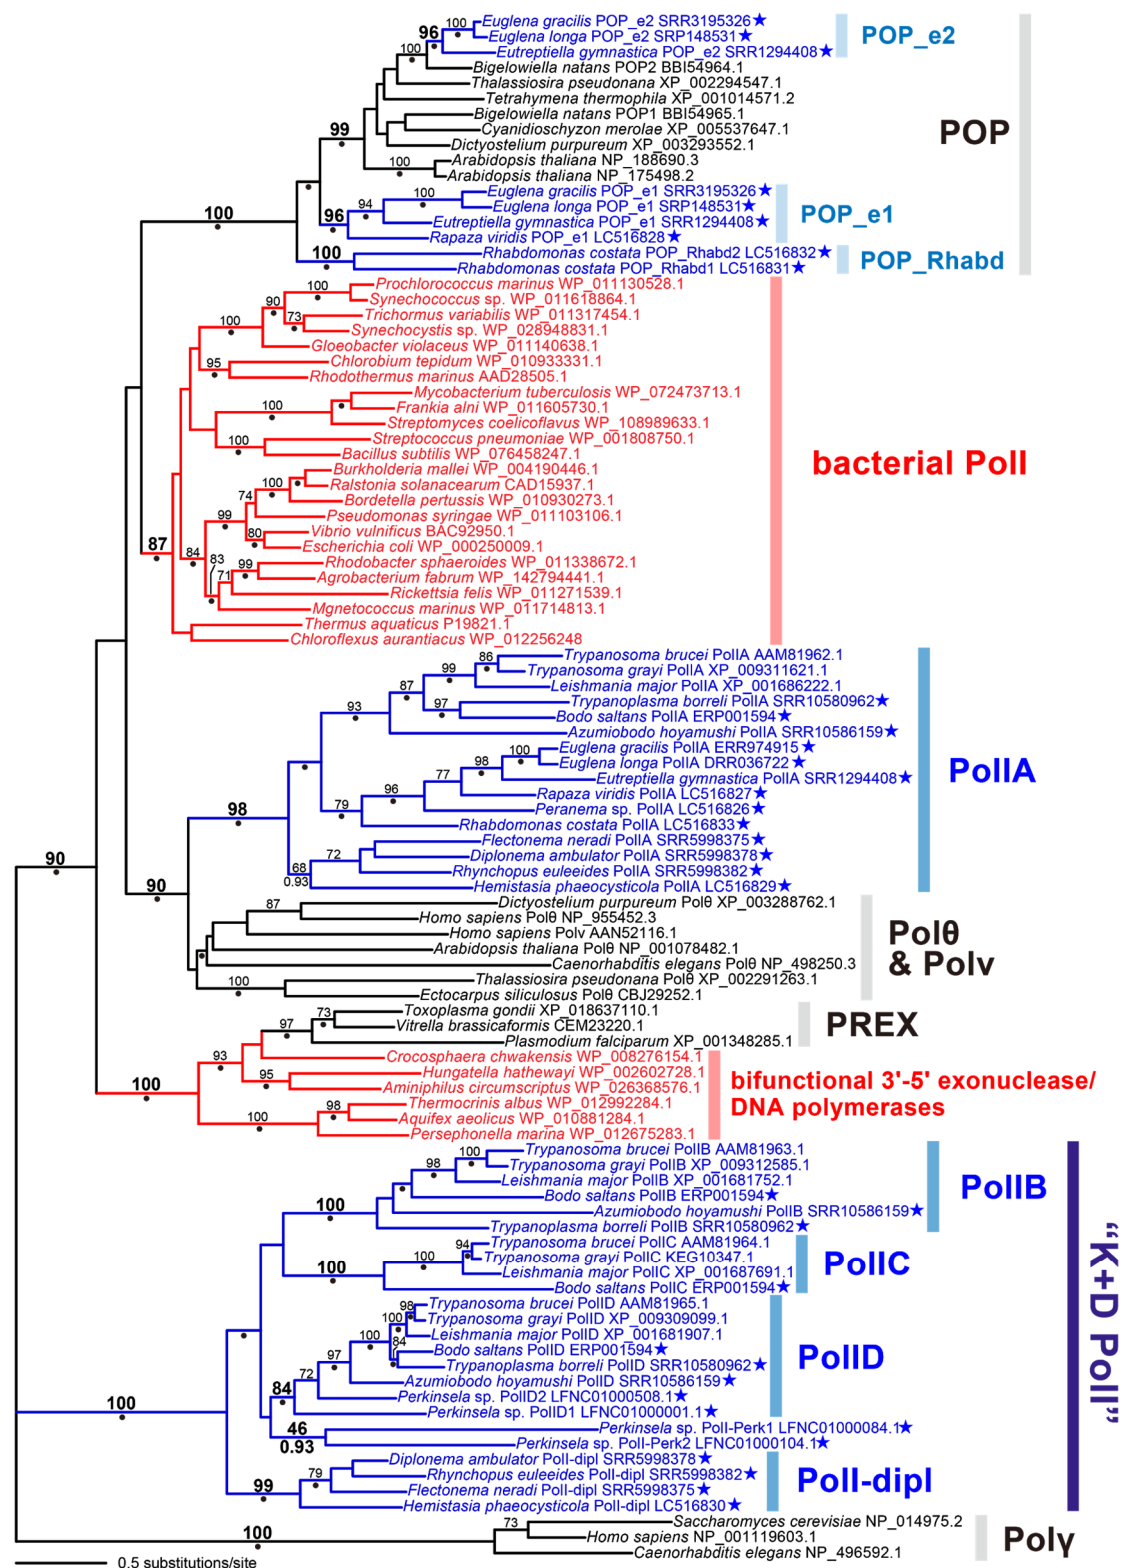 100
Euglena gracilis POP_e2 SRR3195326★
96
Euglena longa POP_e2 SRP148531★
POP_e2
100
Eutreptiella gymnastica POP_e2 SRR1294408★
Bigelowiella natans POP2 BBI54964.1
Thalassiosira pseudonana XP_002294547.1
Tetrahymena thermophila XP_001014571.2
Bigelowiella natans POP1 BBI54965.1
99
Cyanidioschyzon merolae XP_005537647.1
POP
Dictyostelium purpureum XP_003293552.1
100
Arabidopsis thaliana NP_188690.3
Arabidopsis thaliana NP_175498.2
100
Euglena gracilis POP_e1 SRR3195326★
94
Euglena longa POP_e1 SRP148531★
100
96
Eutreptiella gymnastica POP_e1 SRR1294408★
POP_e1
Rapaza viridis POP_e1 LC516828★
100
Rhabdomonas costata POP_Rhabd2 LC516832★
POP_Rhabd
Rhabdomonas costata POP_Rhabd1 LC516831★
100
Prochlorococcus marinus WP_011130528.1
90
Synechococcus sp. WP_011618864.1
100
73
Trichormus variabilis WP_011317454.1
Synechocystis sp. WP_028948831.1
Gloeobacter violaceus WP_011140638.1
95
Chlorobium tepidum WP_010933331.1
Rhodothermus marinus AAD28505.1
Mycobacterium tuberculosis WP_072473713.1
100
Frankia alni WP_011605730.1
Streptomyces coelicoflavus WP_108989633.1
100
Streptococcus pneumoniae WP_001808750.1
Bacillus subtilis WP_076458247.1
bacterial PolI
Burkholderia mallei WP_004190446.1
100
Ralstonia solanacearum CAD15937.1
74
Bordetella pertussis WP_010930273.1
99
Pseudomonas syringae WP_011103106.1
80
Vibrio vulnificus BAC92950.1
87
Escherichia coli WP_000250009.1
84
83
99
Rhodobacter sphaeroides WP_011338672.1
71
Agrobacterium fabrum WP_142794441.1
Rickettsia felis WP_011271539.1
Mgnetococcus marinus WP_011714813.1
Thermus aquaticus P19821.1
Chloroflexus aurantiacus WP_012256248
86
Trypanosoma brucei PolIA AAM81962.1
99
Trypanosoma grayi PolIA XP_009311621.1
87
Leishmania major PolIA XP_001686222.1
97
Trypanoplasma borreli PolIA SRR10580962★
93
Bodo saltans PolIA ERP001594★
Azumiobodo hoyamushi PolIA SRR10586159★
100
Euglena gracilis PolIA ERR974915★
98
Euglena longa PolIA DRR036722★
PolIA
77
Eutreptiella gymnastica PolIA SRR1294408★
96
Rapaza viridis PolIA LC516827★
98
79
Peranema sp. PolIA LC516826★
Rhabdomonas costata PolIA LC516833★
Flectonema neradi PolIA SRR5998375★
72
Diplonema ambulator PolIA SRR5998378★
68
Rhynchopus euleeides PolIA SRR5998382★
0.93
Hemistasia phaeocysticola PolIA LC516829★
90
90
87
Dictyostelium purpureum Polθ XP_003288762.1
Homo sapiens Polθ NP_955452.3
Homo sapiens Polν AAN52116.1
Polθ
Arabidopsis thaliana Polθ NP_001078482.1
Caenorhabditis elegans Polθ NP_498250.3
& Polν
100
Thalassiosira pseudonana Polθ XP_002291263.1
Ectocarpus siliculosus Polθ CBJ29252.1
73
Toxoplasma gondii XP_018637110.1
97
Vitrella brassicaformis CEM23220.1
PREX
Plasmodium falciparum XP_001348285.1
93
Crocosphaera chwakensis WP_008276154.1
100
95
Hungatella hathewayi WP_002602728.1
bifunctional 3'-5' exonuclease/
Aminiphilus circumscriptus WP_026368576.1
98
Thermocrinis albus WP_012992284.1
DNA polymerases
100
Aquifex aeolicus WP_010881284.1
Persephonella marina WP_012675283.1
100
Trypanosoma brucei PolIB AAM81963.1
98
Trypanosoma grayi PolIB XP_009312585.1
Leishmania major PolIB XP_001681752.1
PolIB
Bodo saltans PolIB ERP001594★
100
Azumiobodo hoyamushi PolIB SRR10586159★
Trypanoplasma borreli PolIB SRR10580962★
94
Trypanosoma brucei PolIC AAM81964.1
100
Trypanosoma grayi PolIC KEG10347.1
PolIC
100
Leishmania major PolIC XP_001687691.1
Bodo saltans PolIC ERP001594★
“K+D PolI”
98
Trypanosoma brucei PolID AAM81965.1
100
Trypanosoma grayi PolID XP_009309099.1
100
Leishmania major PolID XP_001681907.1
84
Bodo saltans PolID ERP001594★
PolID
97
Trypanoplasma borreli PolID SRR10580962★
72
Azumiobodo hoyamushi PolID SRR10586159★
84
Perkinsela sp. PolID2 LFNC01000508.1★
100
Perkinsela sp. PolID1 LFNC01000001.1★
46
Perkinsela sp. PolI-Perk1 LFNC01000084.1★
0.93
Perkinsela sp. PolI-Perk2 LFNC01000104.1★
Diplonema ambulator PolI-dipl SRR5998378★
79
Rhynchopus euleeides PolI-dipl SRR5998382★
PolI-dipl
99
Flectonema neradi PolI-dipl SRR5998375★
Hemistasia phaeocysticola PolI-dipl LC516830★
73
Saccharomyces cerevisiae NP_014975.2
100
Homo sapiens NP_001119603.1
Polγ
Caenorhabditis elegans NP_496592.1
0.5 substitutions/site